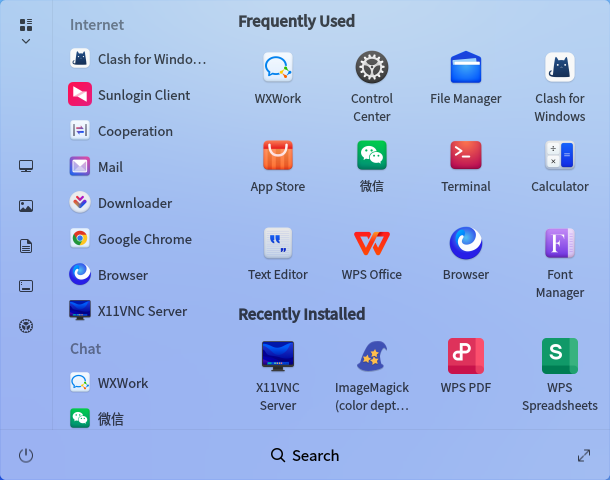 Internet
Clash for Windo…
Sunlogin Client
Cooperation
Mail
Downloader
Google Chrome
Browser
X11VNC Server
Chat
WXWork
微信
Frequently Used
WXWork
Control
Center
File Manager
Clash for
Windows
App Store
微信
Terminal
Calculator
Text Editor
WPS Office
Browser
Font
Manager
Recently Installed
X11VNC
Server
ImageMagick
(color dept…
WPS PDF
WPS
Spreadsheets
Search